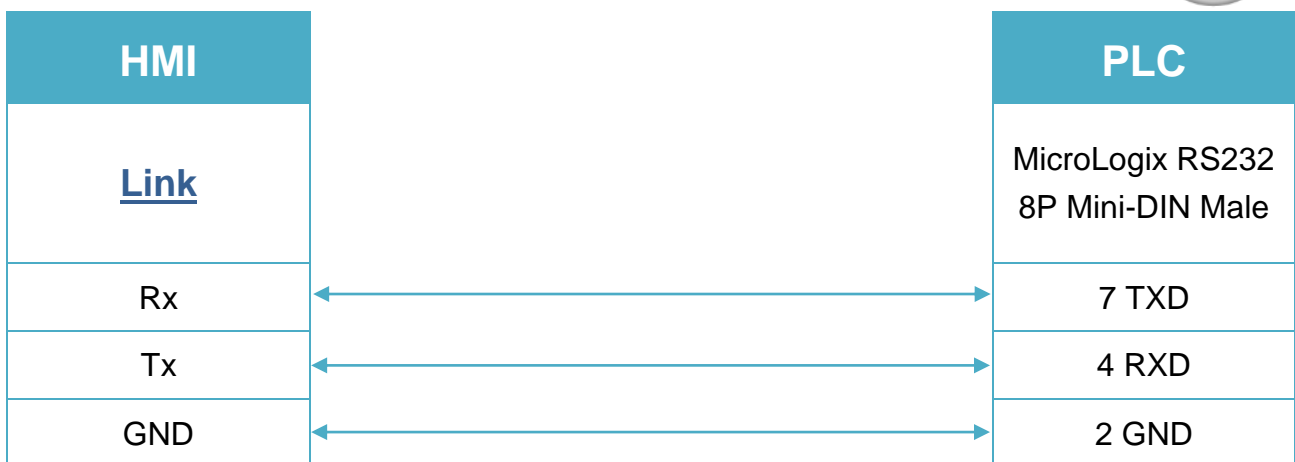 HMI PLC
Link MicroLogix RS232
8P Mini-DIN Male
Rx 7 TXD
Tx 4 RXD
GND 2 GND